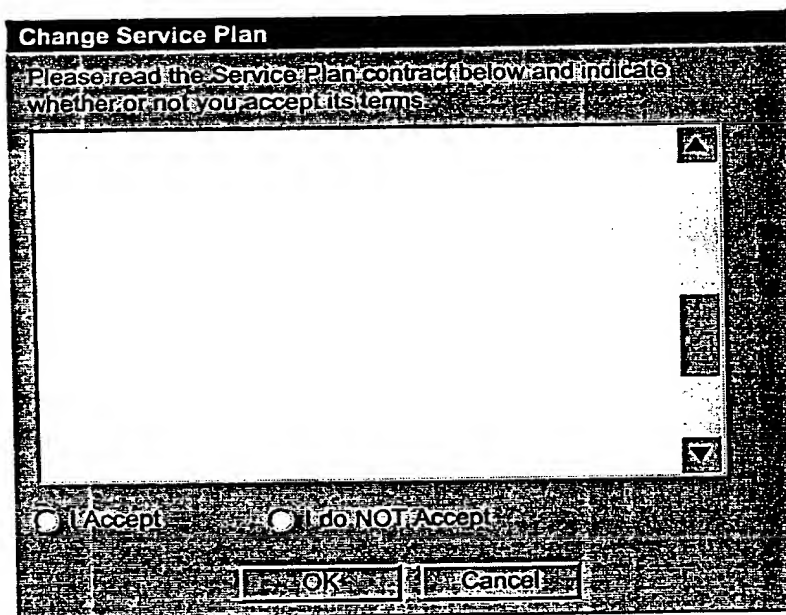 Change Service Plan
Please read the Service Plan contract below and indicate
whether or not you accept its terms.
I Accept
I do NOT Accept
OK
Cancel